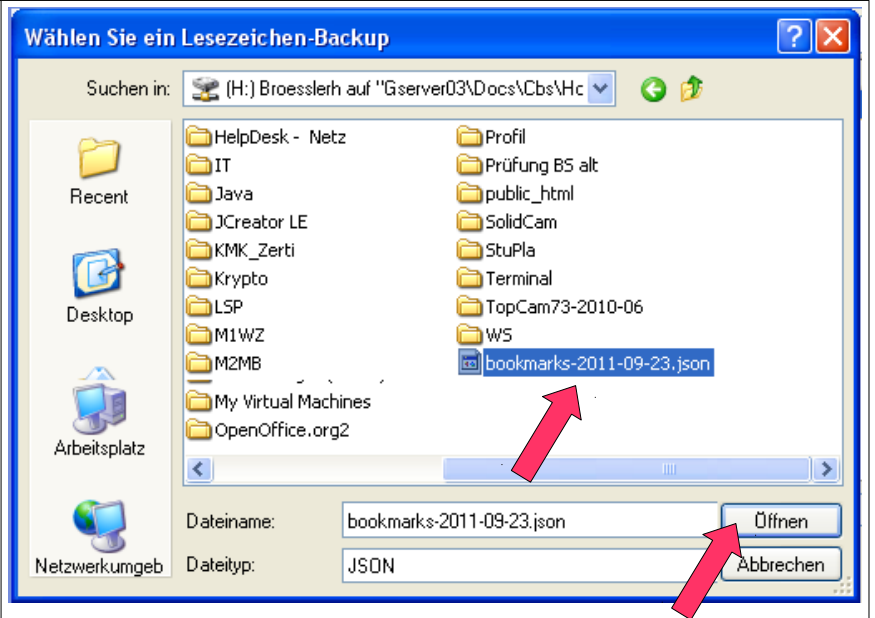 Wählen Sie ein Lesezeichen-Backup
Suchen in:
(H:) Broesslerh auf "Gserver03\Docs\Cbs\Hc
Recent
Desktop
Arbeitsplatz
Netzwerkumgeb
HelpDesk - Netz
IT
Java
JCreator LE
KMK_Zerti
Krypto
LSP
M1WZ
M2MB
My Virtual Machines
OpenOffice.org2
Profil
Prüfung BS alt
public_html
SolidCam
StuPla
Terminal
TopCam73-2010-06
WS
bookmarks-2011-09-23.json
Dateiname:
bookmarks-2011-09-23.json
Öffnen
Dateityp:
JSON
Abbrechen